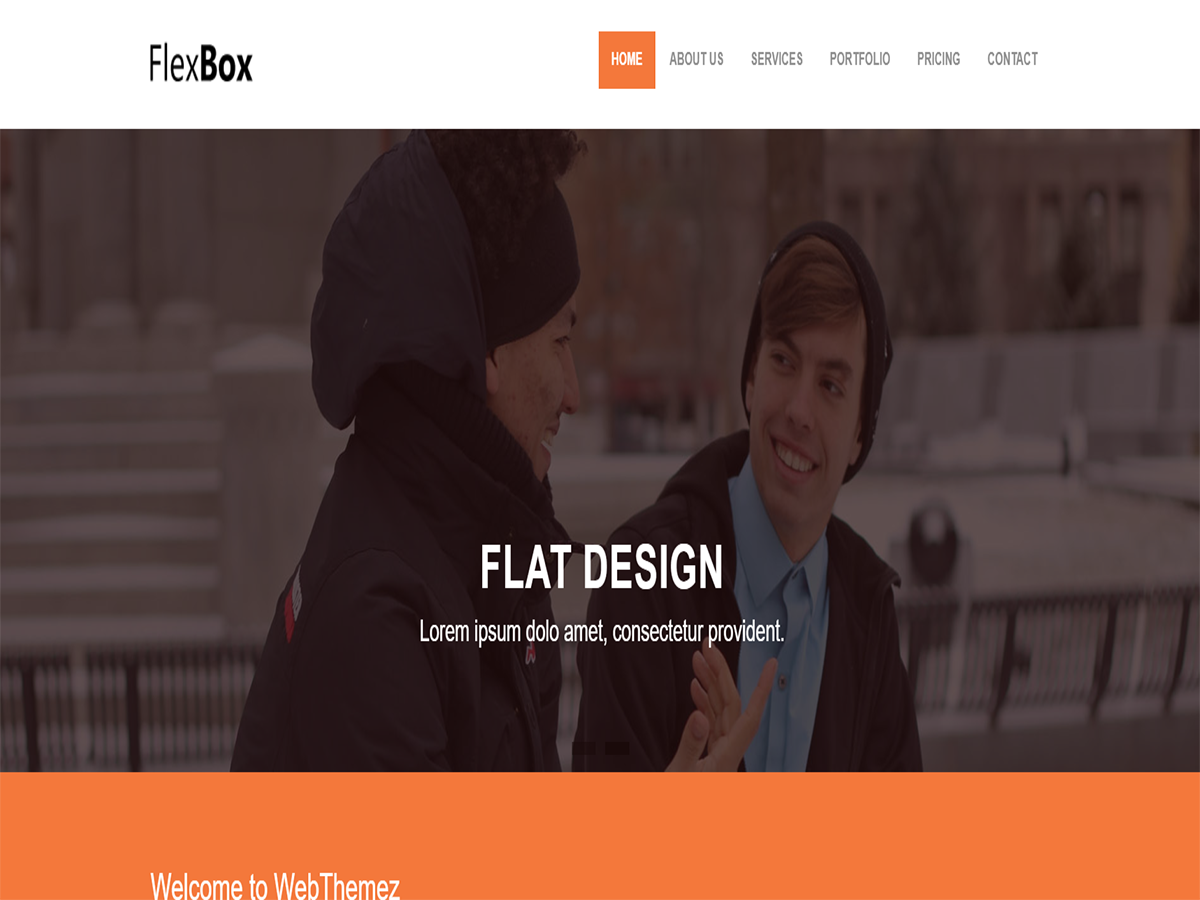 FlexBox
HOME ABOUT US SERVICES PORTFOLIO PRICING CONTACT
FLAT DESIGN
Lorem ipsum dolo amet, consectetur provident.
Welcome to WebThemez